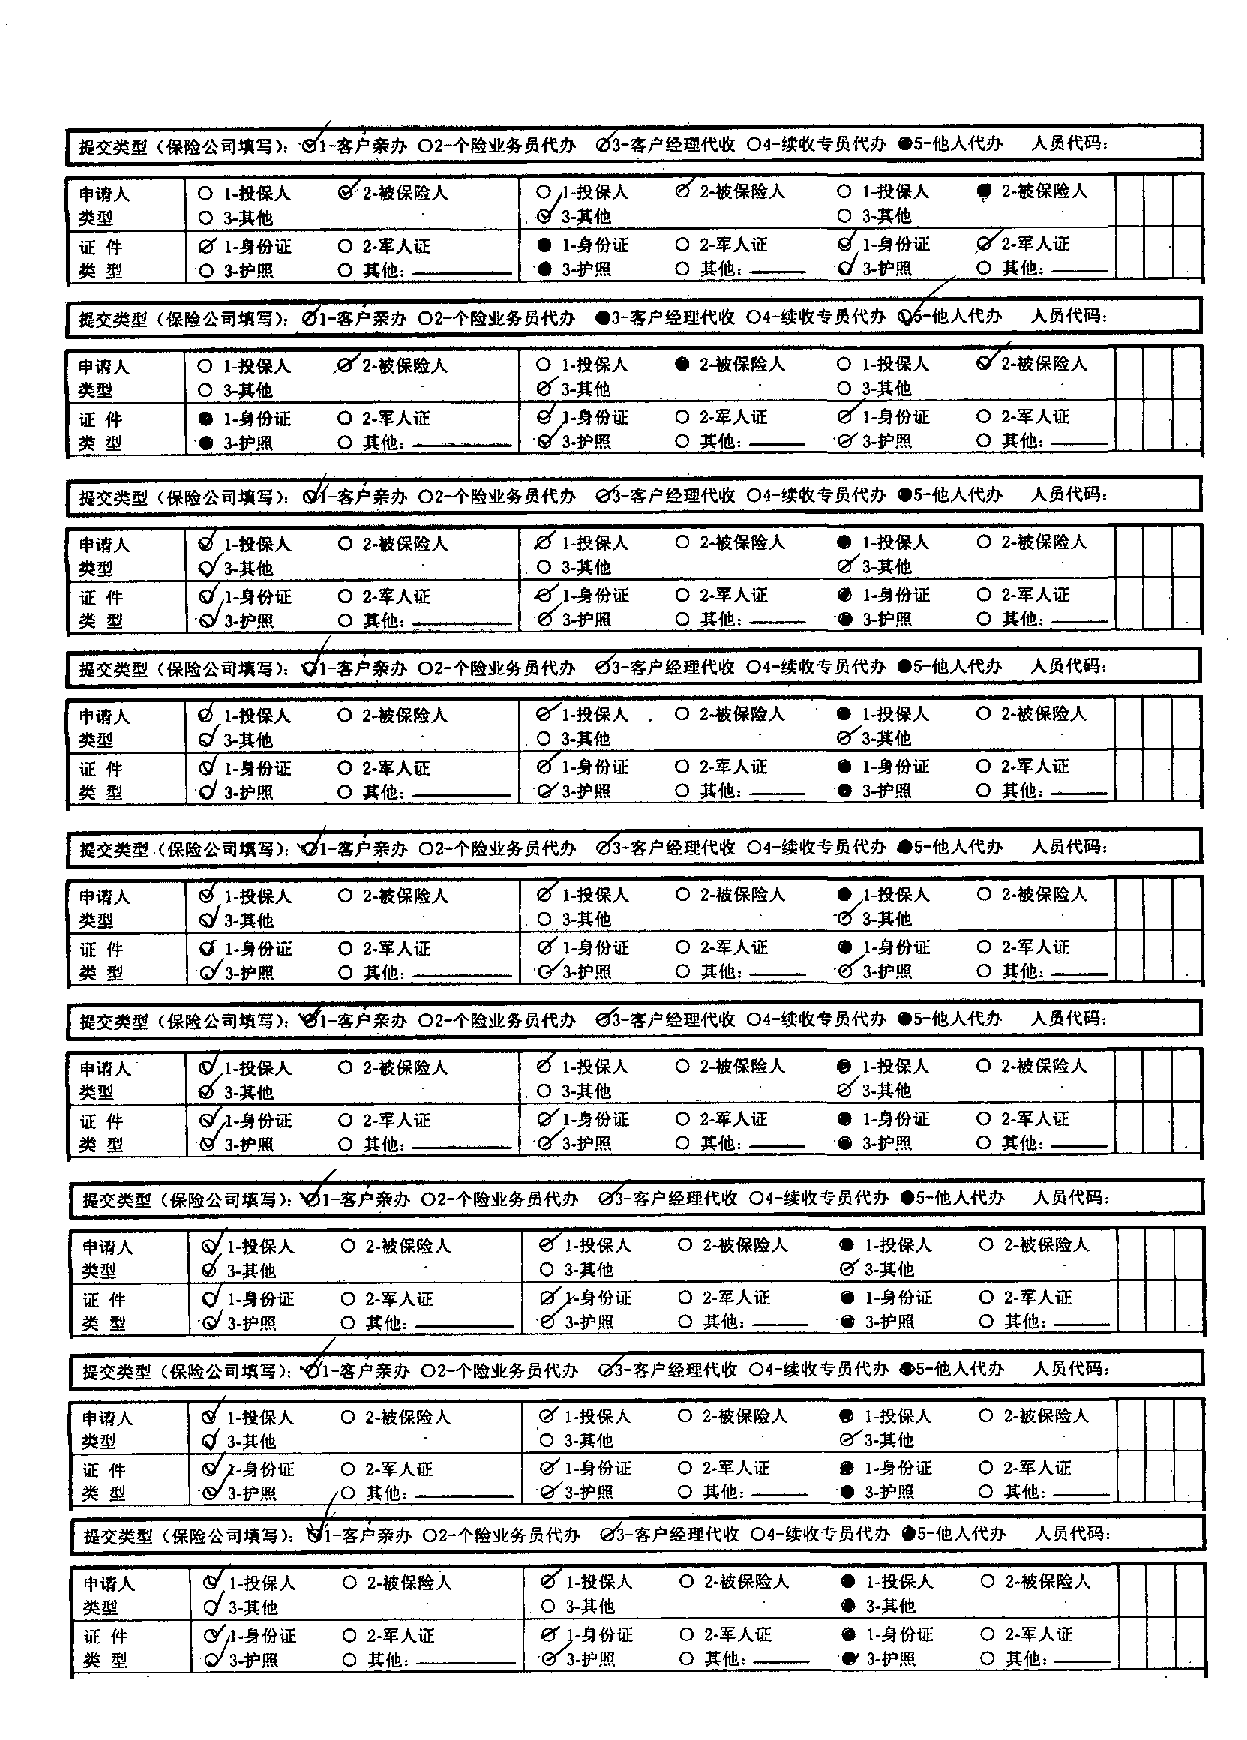 提交类型(保险公司填写): 1-客户亲办 2-个险业务员代办 3-客户经理代收 4-续收专员代办 5-他人代办 人员代码:
申请人 1-投保人 2-被保险人 1-投保人 2-被保险人 1-投保人 2-被保险人
类型 3-其他 3-其他 3-其他
证 件 1-身份证 2-军人证 1-身份证 2-军人证 1-身份证 2-军人证
类 型 3-护照 其他: 3-护照 其他: 3-护照 其他:
提交类型(保险公司填写): 1-客户亲办 2-个险业务员代办 3-客户经理代收 4-续收专员代办 5-他人代办 人员代码:
申请人 1-投保人 2-被保险人 1-投保人 2-被保险人 1-投保人 2-被保险人
类型 3-其他 3-其他 3-其他
证 件 1-身份证 2-军人证 1-身份证 2-军人证 1-身份证 2-军人证
类 型 3-护照 其他: 3-护照 其他: 3-护照 其他:
提交类型(保险公司填写): 1-客户亲办 2-个险业务员代办 3-客户经理代收 4-续收专员代办 5-他人代办 人员代码:
申请人 1-投保人 2-被保险人 1-投保人 2-被保险人 1-投保人 2-被保险人
类型 3-其他 3-其他 3-其他
证 件 1-身份证 2-军人证 1-身份证 2-军人证 1-身份证 2-军人证
类 型 3-护照 其他: 3-护照 其他: 3-护照 其他:
提交类型(保险公司填写): 1-客户亲办 2-个险业务员代办 3-客户经理代收 4-续收专员代办 5-他人代办 人员代码:
申请人 1-投保人 2-被保险人 1-投保人 2-被保险人 1-投保人 2-被保险人
类型 3-其他 3-其他 3-其他
证 件 1-身份证 2-军人证 1-身份证 2-军人证 1-身份证 2-军人证
类 型 3-护照 其他: 3-护照 其他: 3-护照 其他:
提交类型(保险公司填写): 1-客户亲办 2-个险业务员代办 3-客户经理代收 4-续收专员代办 5-他人代办 人员代码:
申请人 1-投保人 2-被保险人 1-投保人 2-被保险人 1-投保人 2-被保险人
类型 3-其他 3-其他 3-其他
证 件 1-身份证 2-军人证 1-身份证 2-军人证 1-身份证 2-军人证
类 型 3-护照 其他: 3-护照 其他: 3-护照 其他:
提交类型(保险公司填写): 1-客户亲办 2-个险业务员代办 3-客户经理代收 4-续收专员代办 5-他人代办 人员代码:
申请人 1-投保人 2-被保险人 1-投保人 2-被保险人 1-投保人 2-被保险人
类型 3-其他 3-其他 3-其他
证 件 1-身份证 2-军人证 1-身份证 2-军人证 1-身份证 2-军人证
类 型 3-护照 其他: 3-护照 其他: 3-护照 其他:
提交类型(保险公司填写): 1-客户亲办 2-个险业务员代办 3-客户经理代收 4-续收专员代办 5-他人代办 人员代码:
申请人 1-投保人 2-被保险人 1-投保人 2-被保险人 1-投保人 2-被保险人
类型 3-其他 3-其他 3-其他
证 件 1-身份证 2-军人证 1-身份证 2-军人证 1-身份证 2-军人证
类 型 3-护照 其他: 3-护照 其他: 3-护照 其他:
提交类型(保险公司填写): 1-客户亲办 2-个险业务员代办 3-客户经理代收 4-续收专员代办 5-他人代办 人员代码:
申请人 1-投保人 2-被保险人 1-投保人 2-被保险人 1-投保人 2-被保险人
类型 3-其他 3-其他 3-其他
证 件 1-身份证 2-军人证 1-身份证 2-军人证 1-身份证 2-军人证
类 型 3-护照 其他: 3-护照 其他: 3-护照 其他:
提交类型(保险公司填写): 1-客户亲办 2-个险业务员代办 3-客户经理代收 4-续收专员代办 5-他人代办 人员代码:
申请人 1-投保人 2-被保险人 1-投保人 2-被保险人 1-投保人 2-被保险人
类型 3-其他 3-其他 3-其他
证 件 1-身份证 2-军人证 1-身份证 2-军人证 1-身份证 2-军人证
类 型 3-护照 其他: 3-护照 其他: 3-护照 其他: